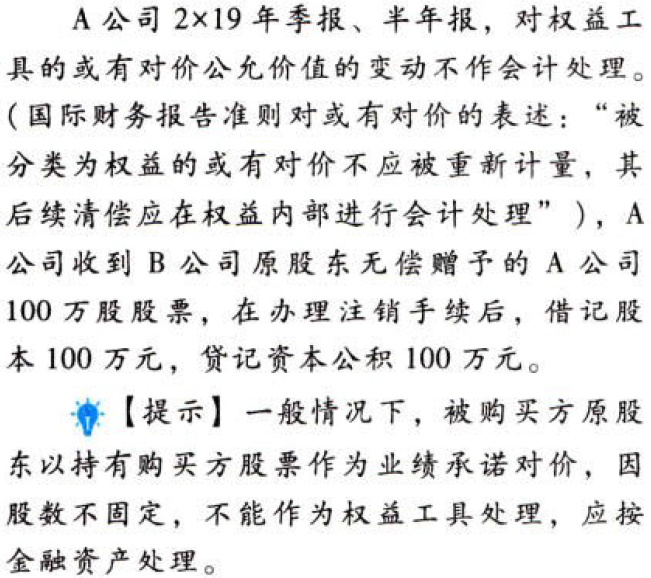 A 公司 2×19 年季报、半年报，对权益工
具的或有对价公允价值的变动不作会计处理。
(国际财务报告准则对或有对价的表述：“被
分类为权益的或有对价不应被重新计量，其
后续清偿应在权益内部进行会计处理”)，A
公司收到 B 公司原股东无偿赠予的 A 公司
100 万股股票，在办理注销手续后，借记股
本 100 万元，贷记资本公积 100 万元。
【提示】一般情况下，被购买方原股
东以持有购买方股票作为业绩承诺对价，因
股数不固定，不能作为权益工具处理，应按
金融资产处理。